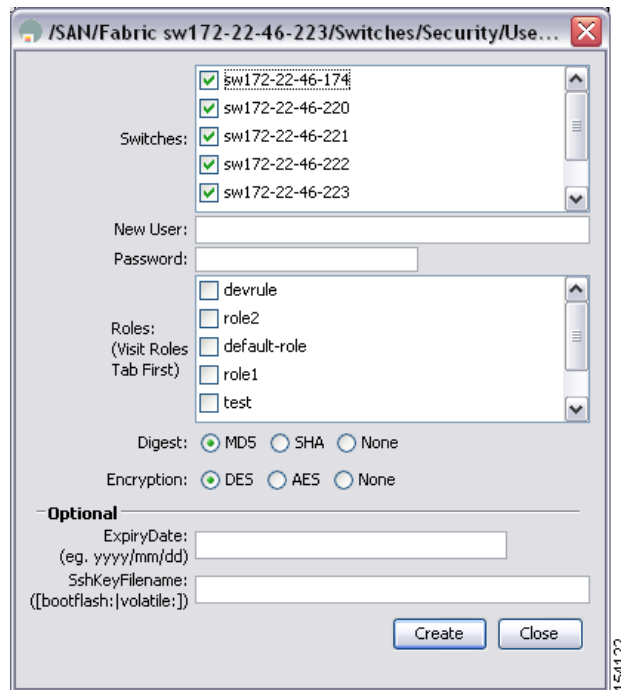 /SAN/Fabric sw172-22-46-223/Switches/Security/Use...
Switches:
sw172-22-46-174
sw172-22-46-220
sw172-22-46-221
sw172-22-46-222
sw172-22-46-223
New User:
Password:
Roles:
(Visit Roles
Tab First)
devrule
role2
default-role
role1
test
Digest: MD5 SHA None
Encryption: DES AES None
Optional
ExpiryDate:
(eg. yyyy/mm/dd)
SshKeyFilename:
([bootflash:|volatile:])
Create Close
154122